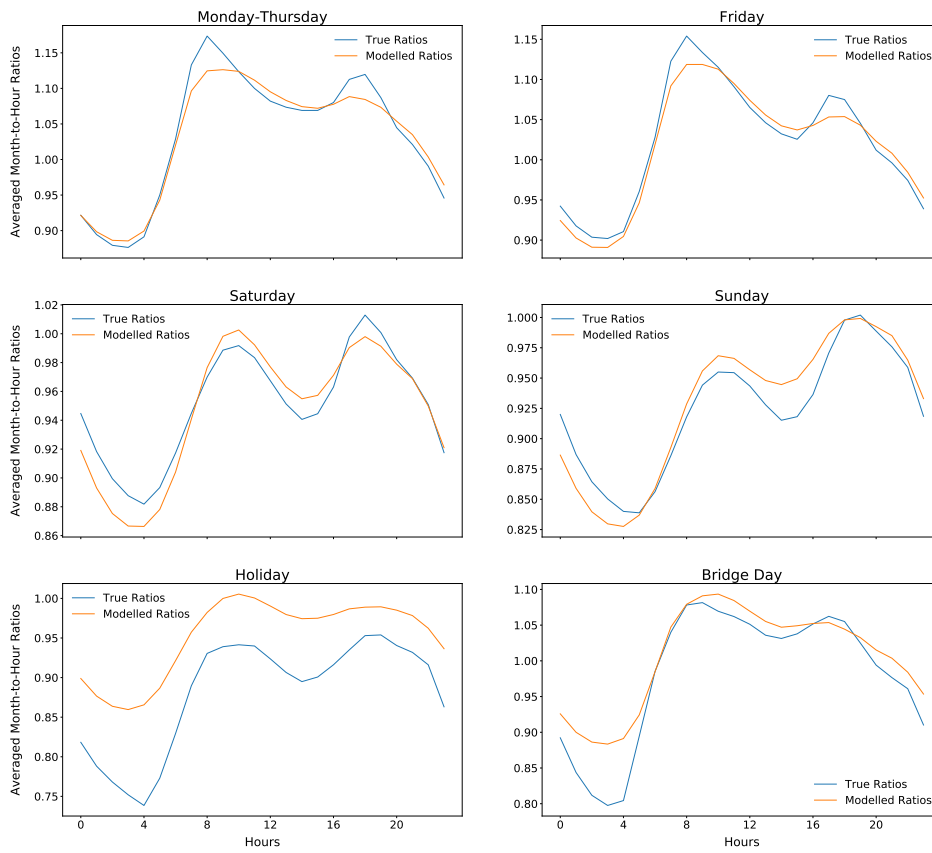 Monday-Thursday
Averaged Month-to-Hour Ratios
1.15
1.10
1.05
1.00
0.95
0.90
True Ratios
Modelled Ratios
Friday
1.15
1.10
1.05
1.00
0.95
0.90
True Ratios
Modelled Ratios
Saturday
Averaged Month-to-Hour Ratios
1.02
1.00
0.98
0.96
0.94
0.92
0.90
0.88
0.86
True Ratios
Modelled Ratios
Sunday
1.000
0.975
0.950
0.925
0.900
0.875
0.850
0.825
True Ratios
Modelled Ratios
Holiday
Averaged Month-to-Hour Ratios
1.00
0.95
0.90
0.85
0.80
0.75
True Ratios
Modelled Ratios
0 4 8 12 16 20
Hours
Bridge Day
1.10
1.05
1.00
0.95
0.90
0.85
0.80
True Ratios
Modelled Ratios
0 4 8 12 16 20
Hours